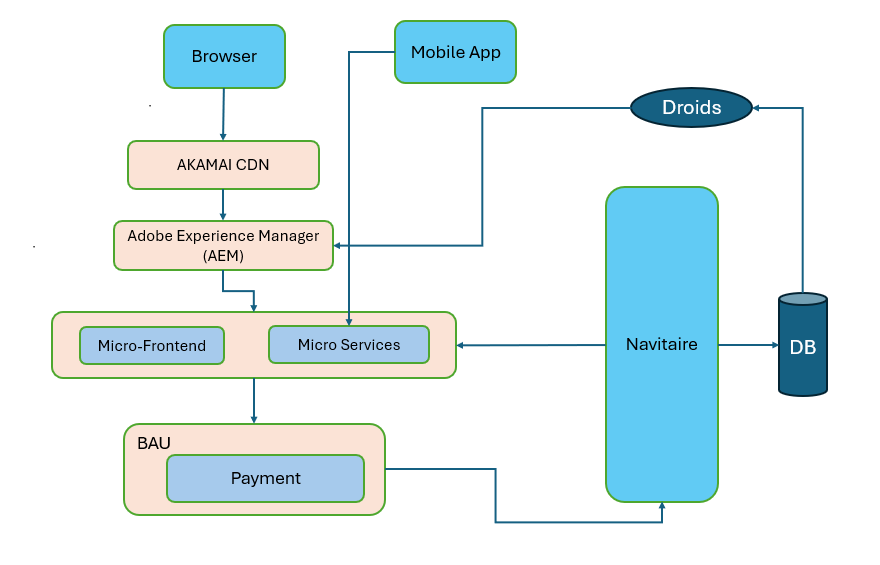 Browser
Mobile App
Droids
AKAMAI CDN
Adobe Experience Manager
(AEM)
Micro-Frontend
Micro Services
Navitaire
DB
BAU
Payment